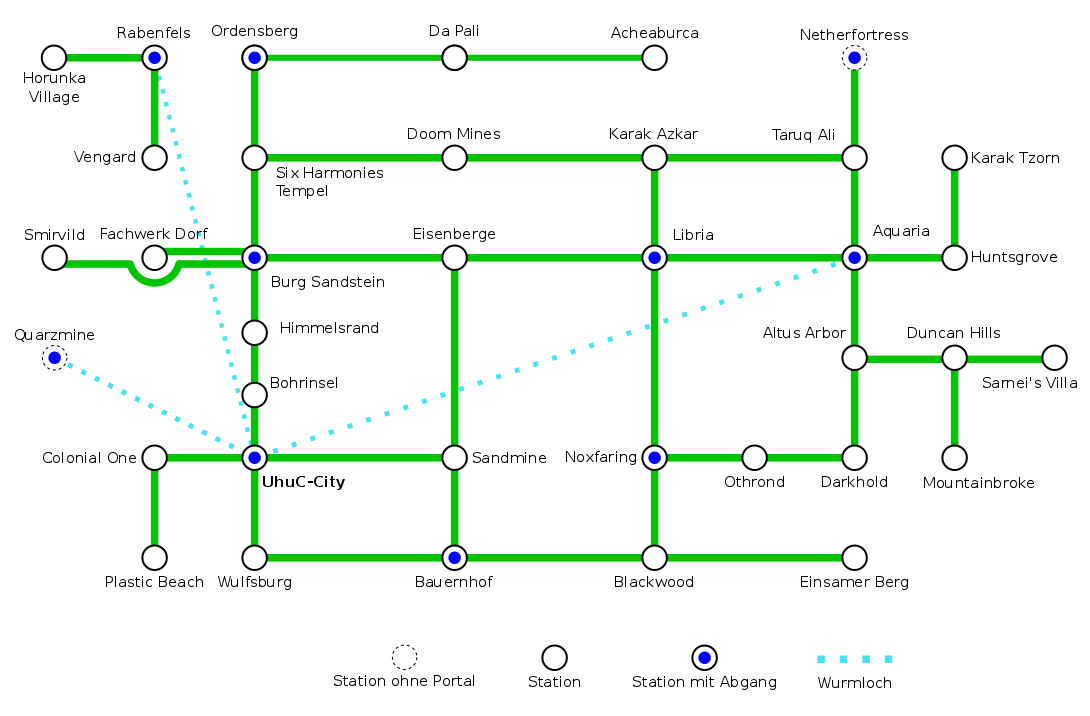 Rabenfels
Ordensberg
Da Pali
Acheaburca
Netherfortress
Horunka
Village
Vengard
Doom Mines
Karak Azkar
Taruq Ali
Karak Tzorn
Six Harmonies
Tempel
Smirvild
Fachwerk Dorf
Eisenberge
Libria
Aquaria
Huntsgrove
Burg Sandstein
Quarzmine
Himmelsrand
Altus Arbor
Duncan Hills
Bohrinsel
Samei's Villa
Colonial One
UhuC-City
Sandmine
Noxfaring
Othrond
Darkhold
Mountainbroke
Plastic Beach
Wulfsburg
Bauernhof
Blackwood
Einsamer Berg
Station ohne Portal
Station
Station mit Abgang
Wurmloch